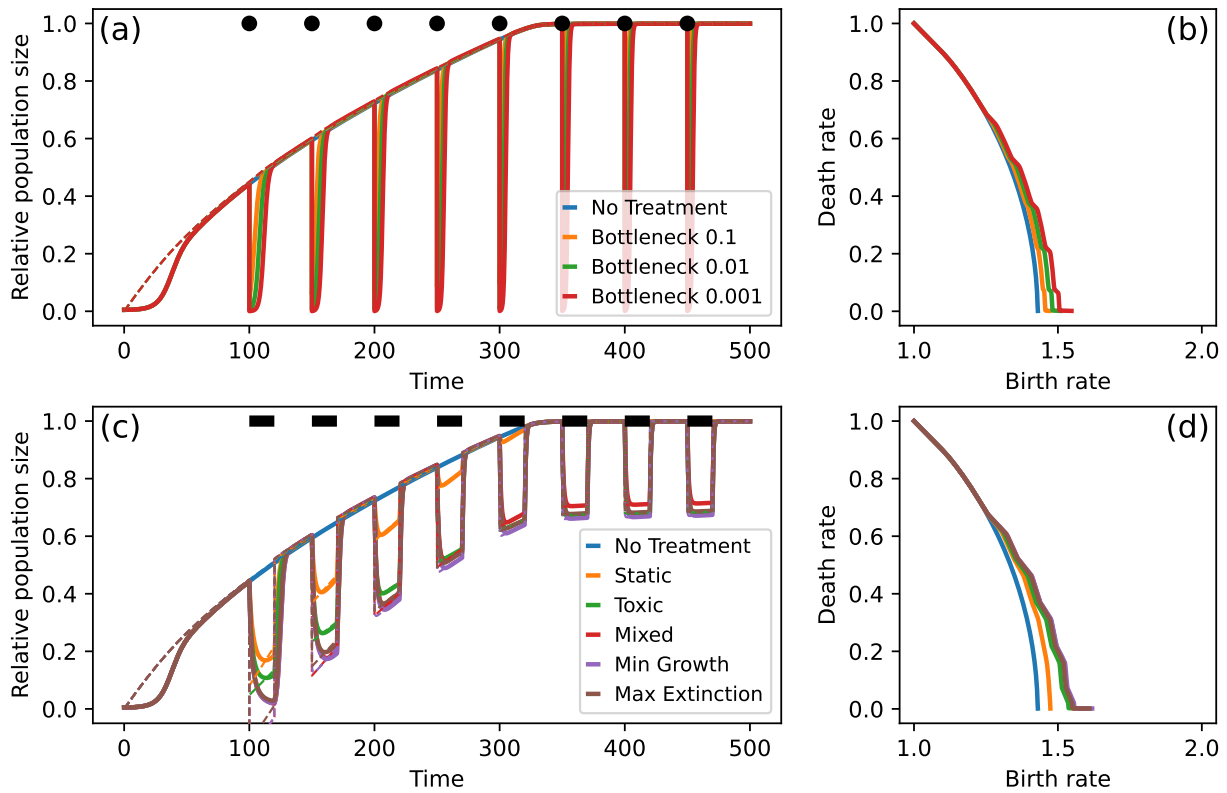 (a)
Relative population size
1.0
0.8
0.6
0.4
0.2
0.0
No Treatment
Bottleneck 0.1
Bottleneck 0.01
Bottleneck 0.001
0 100 200 300 400 500
Time
(b)
Death rate
1.0
0.8
0.6
0.4
0.2
0.0
1.0 1.5 2.0
Birth rate
(c)
Relative population size
1.0
0.8
0.6
0.4
0.2
0.0
No Treatment
Static
Toxic
Mixed
Min Growth
Max Extinction
0 100 200 300 400 500
Time
(d)
Death rate
1.0
0.8
0.6
0.4
0.2
0.0
1.0 1.5 2.0
Birth rate